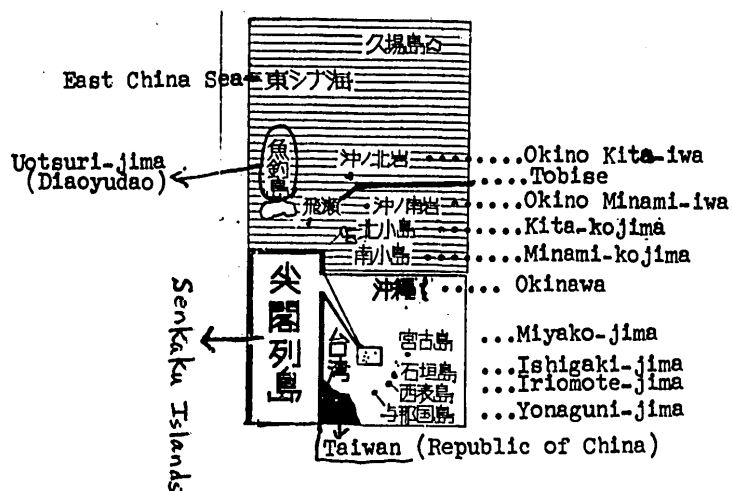 久場島
East China Sea
東シナ海
魚釣島
Uotsuri-jima
(Diaoyudao)
沖ノ北岩
Okino Kita-iwa
Tobise
飛瀬
沖ノ南岩
Okino Minami-iwa
北小島
Kita-kojima
南小島
Minami-kojima
尖閣列島
Senkaku Islands
沖縄
Okinawa
台湾
宮古島
Miyako-jima
石垣島
Ishigaki-jima
西表島
Iriomote-jima
与那国島
Yonaguni-jima
Taiwan (Republic of China)